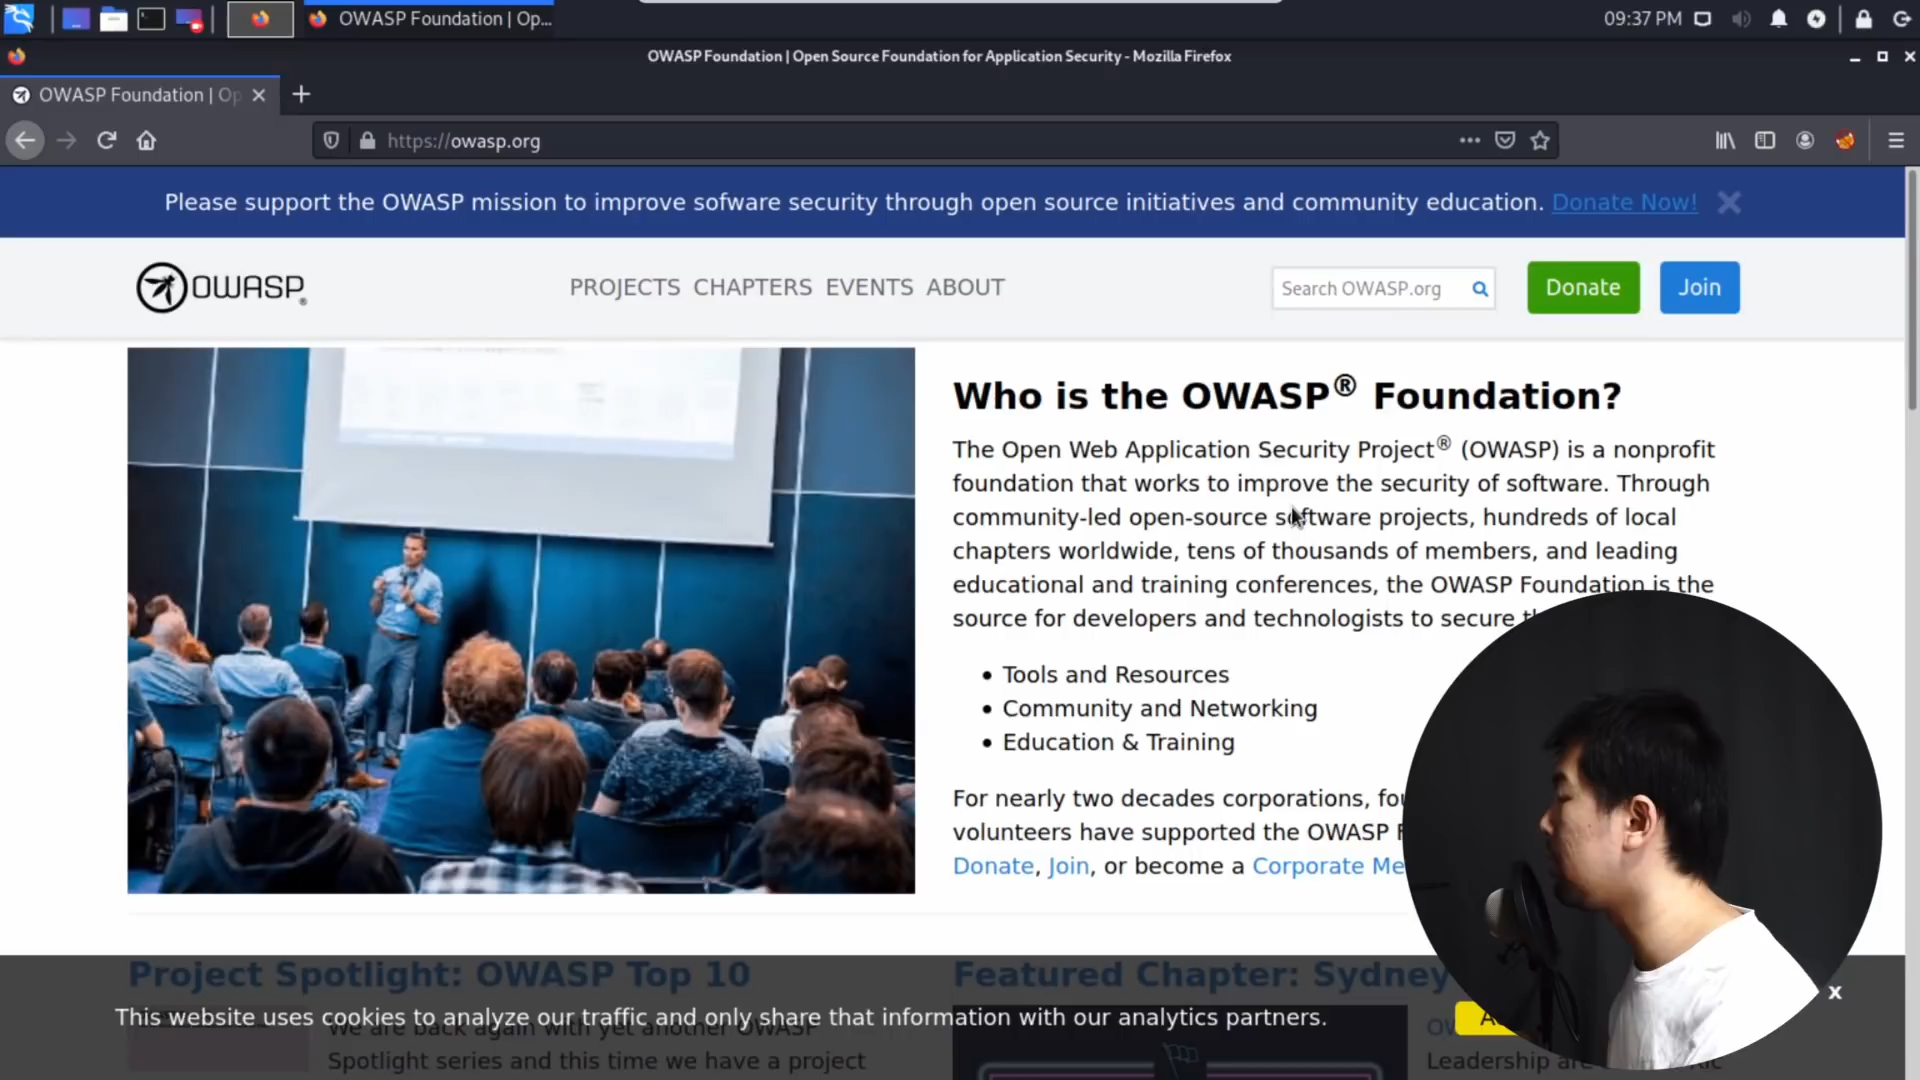 OWASP Foundation | Op...
09:37 PM
OWASP Foundation | Open Source Foundation for Application Security - Mozilla Firefox
OWASP Foundation | Op
https://owasp.org
Please support the OWASP mission to improve sofware security through open source initiatives and community education. Donate Now!
OWASP
PROJECTS CHAPTERS EVENTS ABOUT
Search OWASP.org
Donate
Join
Who is the OWASP® Foundation?
The Open Web Application Security Project® (OWASP) is a nonprofit
foundation that works to improve the security of software. Through
community-led open-source software projects, hundreds of local
chapters worldwide, tens of thousands of members, and leading
educational and training conferences, the OWASP Foundation is the
source for developers and technologists to secure
• Tools and Resources
• Community and Networking
• Education & Training
For nearly two decades corporations,
volunteers have supported the OWASP
Donate, Join, or become a Corporate
Project Spotlight: OWASP Top 10
Featured Chapter: Sydney
This website uses cookies to analyze our traffic and only share that information with our analytics partners.
x
We are back again with yet another OWASP
Spotlight series and this time we have a project
Leadership